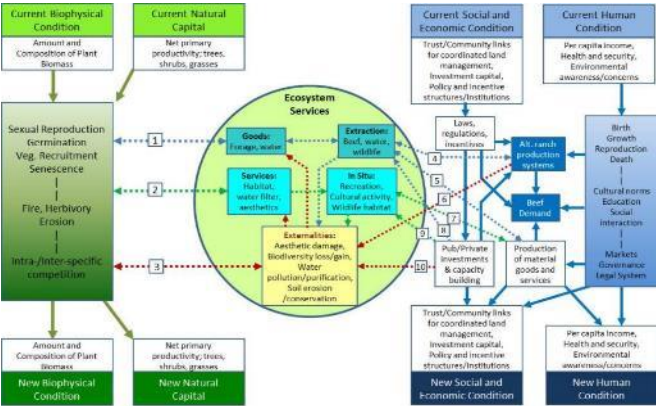 Current Biophysical
Condition
Amount and
Composition of Plant
Biomass
Current Natural
Capital
Net primary
productivity; trees,
shrubs, grasses
Current Social and
Economic Condition
Trust/Community links
for coordinated land
management,
Investment capital,
Policy and Incentive
structures/Institutions
Current Human
Condition
Per capita Income,
Health and security,
Environmental
awareness/concerns
Sexual Reproduction
Germination
Veg. Recruitment
Senescence
Fire, Herbivory
Erosion
Intra-/Inter-specific
competition
Ecosystem
Services
Goods:
Forage, water
Extraction:
Beef, water,
wildlife
Services:
Habitat,
water filter,
aesthetics
In Situ:
Recreation,
Cultural activity,
Wildlife habitat
Externalities:
Aesthetic damage,
Biodiversity loss/gain,
Water
pollution/purification,
Soil erosion
/conservation
1
2
3
4
5
6
7
8
9
10
Laws,
regulations,
incentives
Alt. ranch
production
systems
Beef
Demand
Pub/Private
Investments
& capacity
building
Production of
material goods
and services
Birth
Growth
Reproduction
Death
Cultural norms
Education
Social
Interaction
Markets
Governance
Legal System
Amount and
Composition of Plant
Biomass
New Biophysical
Condition
Net primary
productivity; trees,
shrubs, grasses
New Natural
Capital
Trust/Community links
for coordinated land
management,
Investment capital,
Policy and incentive
structures/Institutions
New Social and
Economic Condition
Per capita Income,
Health and security,
Environmental
awareness/concerns
New Human
Condition